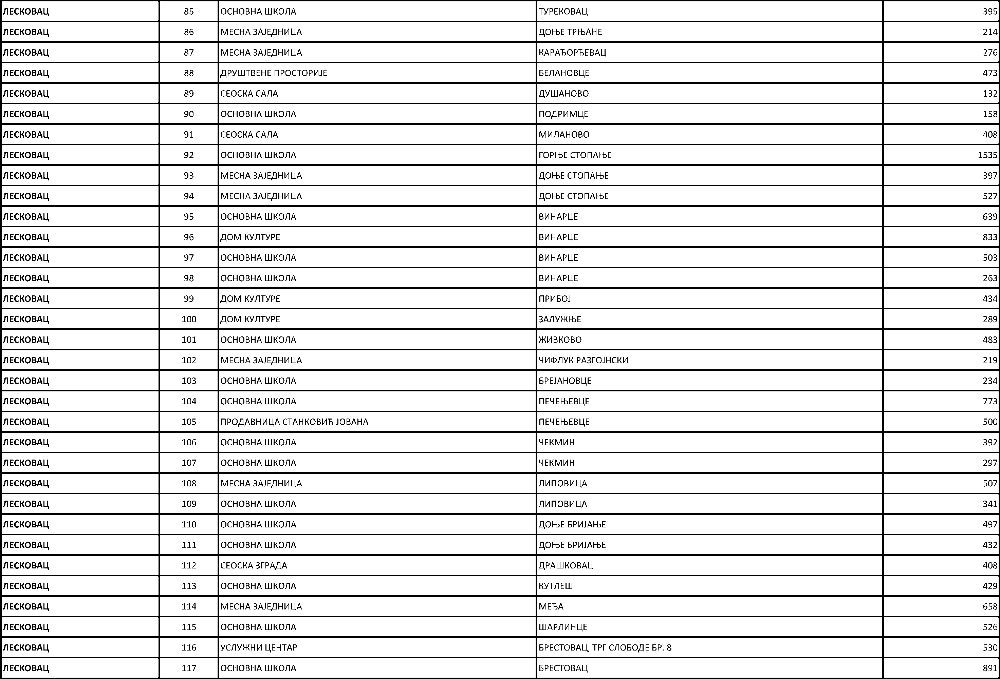 ЛЕСКОВАЦ 85 ОСНОВНА ШКОЛА ТУРЕКОВАЦ 395
ЛЕСКОВАЦ 86 МЕСНА ЗАЈЕДНИЦА ДОЊЕ ТРЊАНЕ 214
ЛЕСКОВАЦ 87 МЕСНА ЗАЈЕДНИЦА КАРАЂОРЂЕВАЦ 276
ЛЕСКОВАЦ 88 ДРУШТВЕНЕ ПРОСТОРИЈЕ БЕЛАНОВЦЕ 473
ЛЕСКОВАЦ 89 СЕОСКА САЛА ДУШАНОВО 132
ЛЕСКОВАЦ 90 ОСНОВНА ШКОЛА ПОДРИМЦЕ 158
ЛЕСКОВАЦ 91 СЕОСКА САЛА МИЛАНОВО 408
ЛЕСКОВАЦ 92 ОСНОВНА ШКОЛА ГОРЊЕ СТОПАЊЕ 1535
ЛЕСКОВАЦ 93 МЕСНА ЗАЈЕДНИЦА ДОЊЕ СТОПАЊЕ 397
ЛЕСКОВАЦ 94 МЕСНА ЗАЈЕДНИЦА ДОЊЕ СТОПАЊЕ 527
ЛЕСКОВАЦ 95 ОСНОВНА ШКОЛА ВИНАРЦЕ 639
ЛЕСКОВАЦ 96 ДОМ КУЛТУРЕ ВИНАРЦЕ 833
ЛЕСКОВАЦ 97 ОСНОВНА ШКОЛА ВИНАРЦЕ 503
ЛЕСКОВАЦ 98 ОСНОВНА ШКОЛА ВИНАРЦЕ 263
ЛЕСКОВАЦ 99 ДОМ КУЛТУРЕ ПРИБОЈ 434
ЛЕСКОВАЦ 100 ДОМ КУЛТУРЕ ЗАЛУЖЊЕ 289
ЛЕСКОВАЦ 101 ОСНОВНА ШКОЛА ЖИВКОВО 483
ЛЕСКОВАЦ 102 МЕСНА ЗАЈЕДНИЦА ЧИФЛУК РАЗГОЈНСКИ 219
ЛЕСКОВАЦ 103 ОСНОВНА ШКОЛА БРЕЈАНОВЦЕ 234
ЛЕСКОВАЦ 104 ОСНОВНА ШКОЛА ПЕЧЕЊЕВЦЕ 773
ЛЕСКОВАЦ 105 ПРОДАВНИЦА СТАНКОВИЋ ЈОВАНА ПЕЧЕЊЕВЦЕ 500
ЛЕСКОВАЦ 106 ОСНОВНА ШКОЛА ЧЕКМИН 392
ЛЕСКОВАЦ 107 ОСНОВНА ШКОЛА ЧЕКМИН 297
ЛЕСКОВАЦ 108 МЕСНА ЗАЈЕДНИЦА ЛИПОВИЦА 507
ЛЕСКОВАЦ 109 ОСНОВНА ШКОЛА ЛИПОВИЦА 341
ЛЕСКОВАЦ 110 ОСНОВНА ШКОЛА ДОЊЕ БРИЈАЊЕ 497
ЛЕСКОВАЦ 111 ОСНОВНА ШКОЛА ДОЊЕ БРИЈАЊЕ 432
ЛЕСКОВАЦ 112 СЕОСКА ЗГРАДА ДРАШКОВАЦ 408
ЛЕСКОВАЦ 113 ОСНОВНА ШКОЛА КУТЛЕШ 429
ЛЕСКОВАЦ 114 МЕСНА ЗАЈЕДНИЦА МЕЂА 658
ЛЕСКОВАЦ 115 ОСНОВНА ШКОЛА ШАРЛИНЦЕ 526
ЛЕСКОВАЦ 116 УСЛУЖНИ ЦЕНТАР БРЕСТОВАЦ, ТРГ СЛОБОДЕ БР. 8 530
ЛЕСКОВАЦ 117 ОСНОВНА ШКОЛА БРЕСТОВАЦ 891